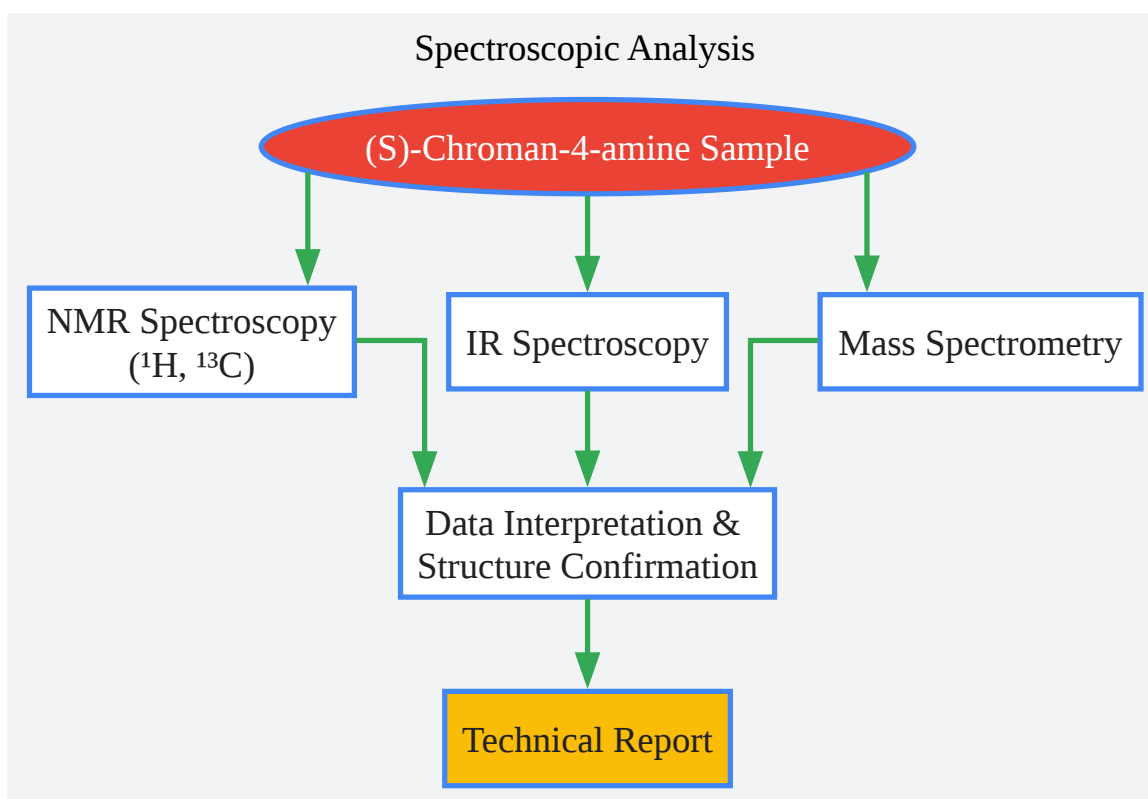 Spectroscopic Analysis
(S)-Chroman-4-amine Sample
NMR Spectroscopy
(¹H, ¹³C)
IR Spectroscopy
Mass Spectrometry
Data Interpretation &
Structure Confirmation
Technical Report